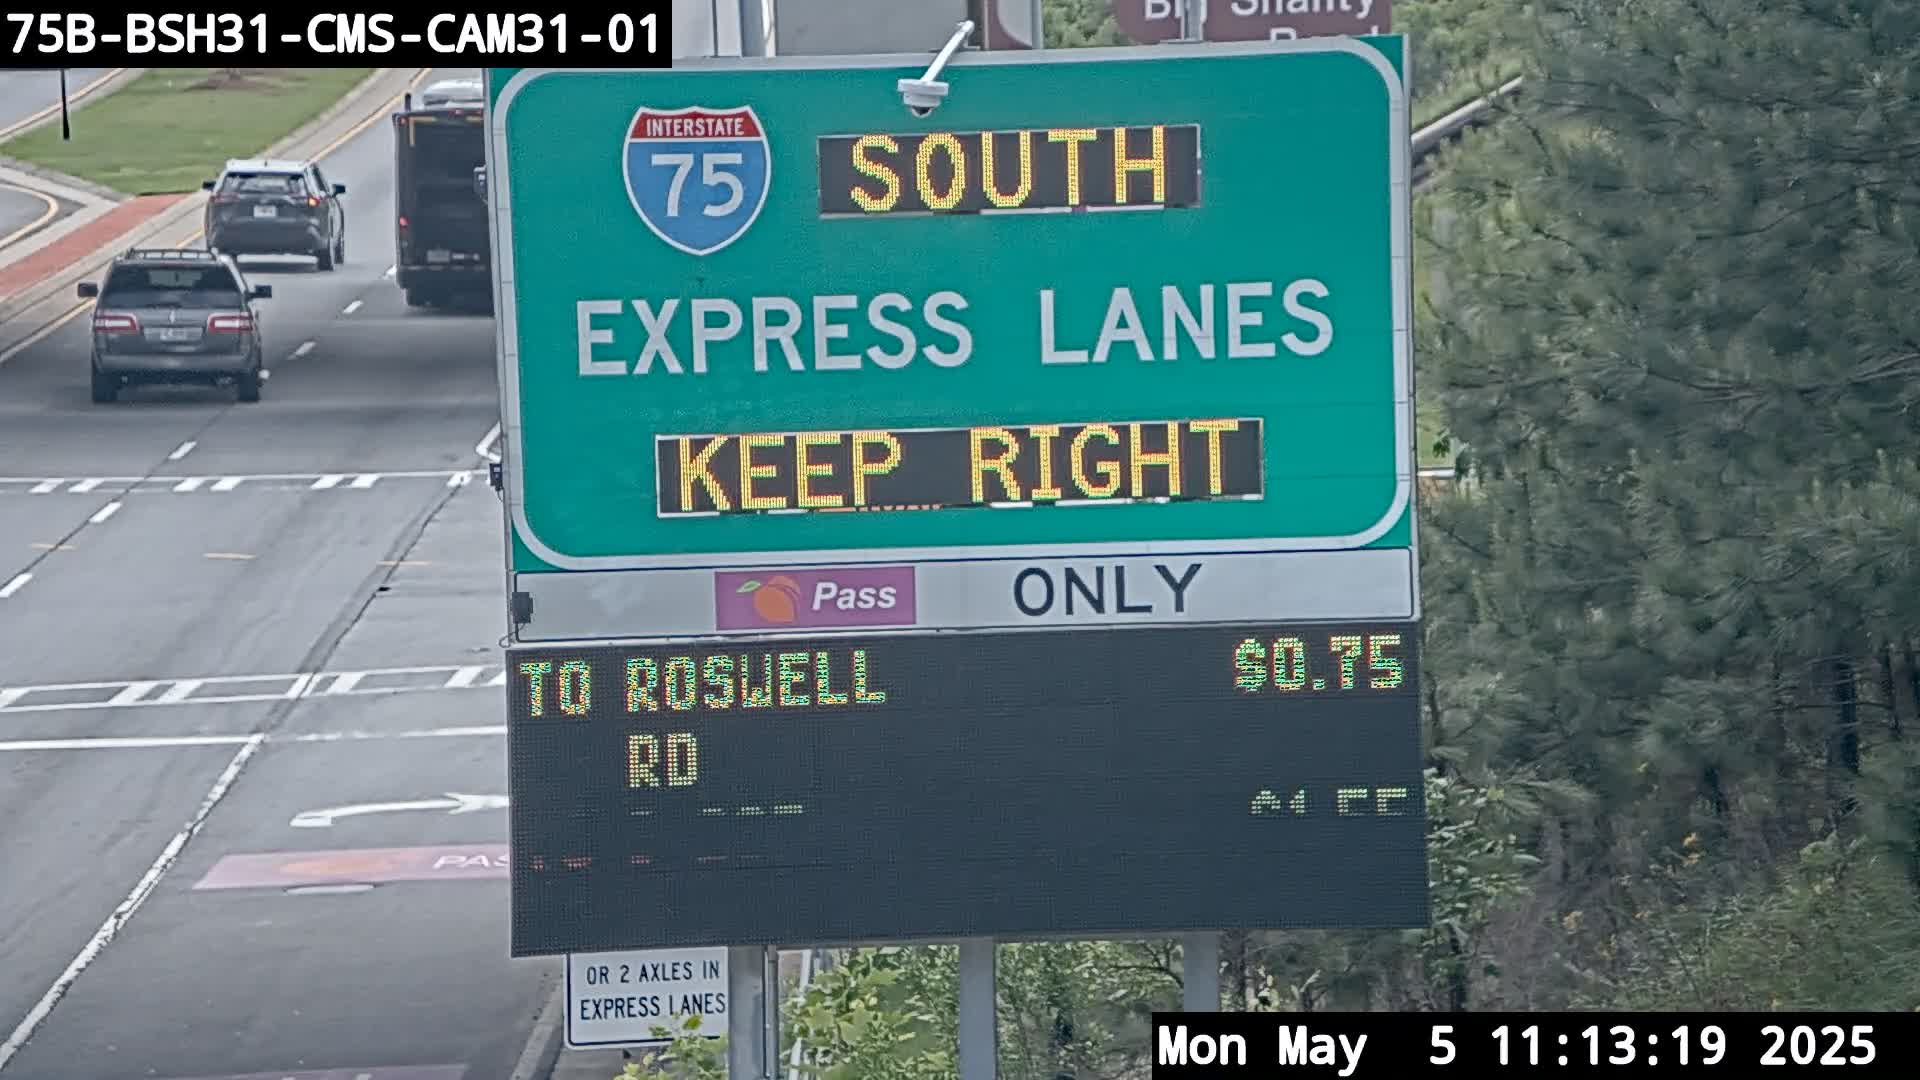 75B-BSH31-CMS-CAM31-01
INTERSTATE
75
SOUTH
EXPRESS LANES
KEEP RIGHT
Pass ONLY
TO ROSWELL $0.75
RD
OR 2 AXLES IN
EXPRESS LANES
Mon May 5 11:13:19 2025